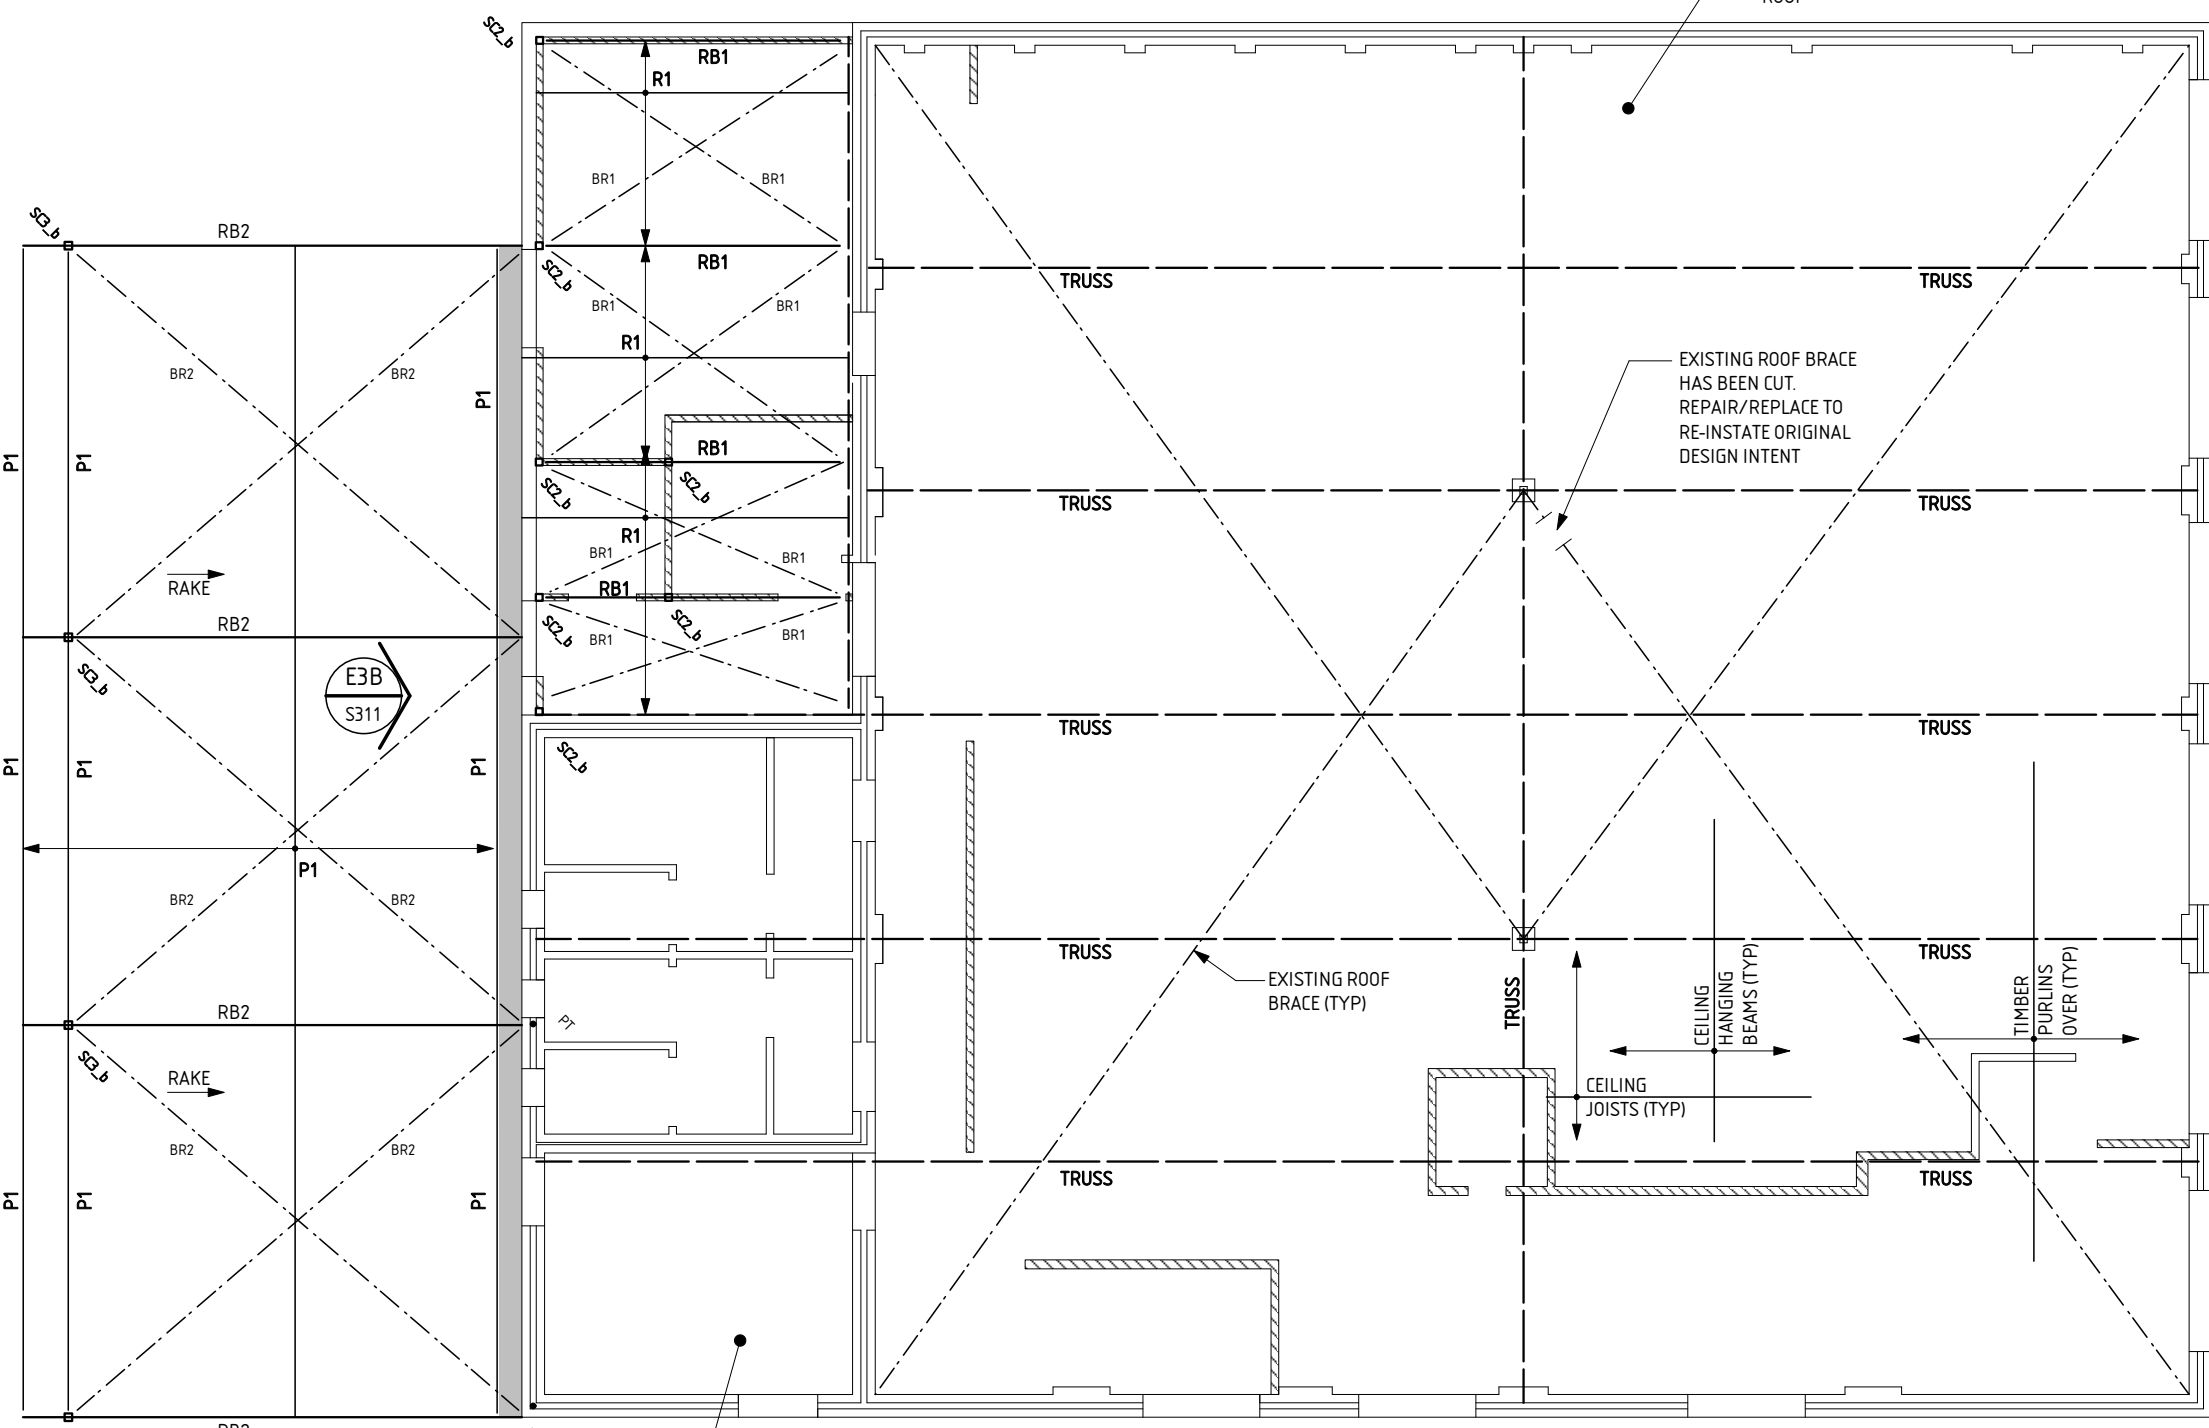 ROOF
SC2_b
RB1
R1
BR1
BR1
SC3_b
RB2
RB1
SC2_b
BR1
BR1
TRUSS
TRUSS
R1
EXISTING ROOF BRACE
HAS BEEN CUT.
REPAIR/REPLACE TO
RE-INSTATE ORIGINAL
DESIGN INTENT
BR2
BR2
P1
P1
P1
RB1
SC2_b
SC2_b
TRUSS
TRUSS
R1
BR1
BR1
RAKE
RB1
RB2
SC2_b
SC2_b
BR1
BR1
SC3_b
E3B
S311
TRUSS
TRUSS
P1
P1
P1
SC2_b
P1
BR2
BR2
TRUSS
TRUSS
EXISTING ROOF
BRACE (TYP)
TRUSS
CEILING
HANGING
BEAMS (TYP)
TIMBER
PURLINS
OVER (TYP)
RB2
PT
SC3_b
RAKE
CEILING
JOISTS (TYP)
BR2
BR2
TRUSS
TRUSS
P1
P1
P1
RB2